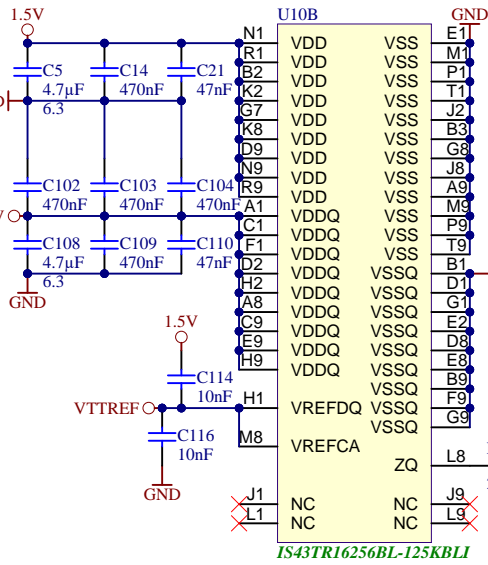 1.5V
U10B
GND
N1 VDD VSS E1
R1 VDD VSS M1
C5 C14 C21 B2 VDD VSS P1
4.7µF 470nF 47nF K2 VDD VSS T1
6.3 G7 VDD VSS J2
K8 VDD VSS B3
D9 VDD VSS G8
N9 VDD VSS J8
C102 C103 C104 R9 VDD VSS A9
470nF 470nF 470nF A1 VDDQ VSS M9
C1 VDDQ VSS P9
C108 C109 C110 F1 VDDQ VSS T9
4.7µF 470nF 47nF D2 VDDQ VSSQ B1
6.3 H2 VDDQ VSSQ D1
GND A8 VDDQ VSSQ G1
1.5V C9 VDDQ VSSQ E2
E9 VDDQ VSSQ D8
H9 VDDQ VSSQ E8
C114 VSSQ B9
10nF
VTTREF H1 VREFDQ VSSQ F9
VSSQ G9
C116 M8 VREFCA
10nF ZQ L8
GND
J1 NC NC J9
L1 NC NC L9
IS43TR16256BL-125KBLI